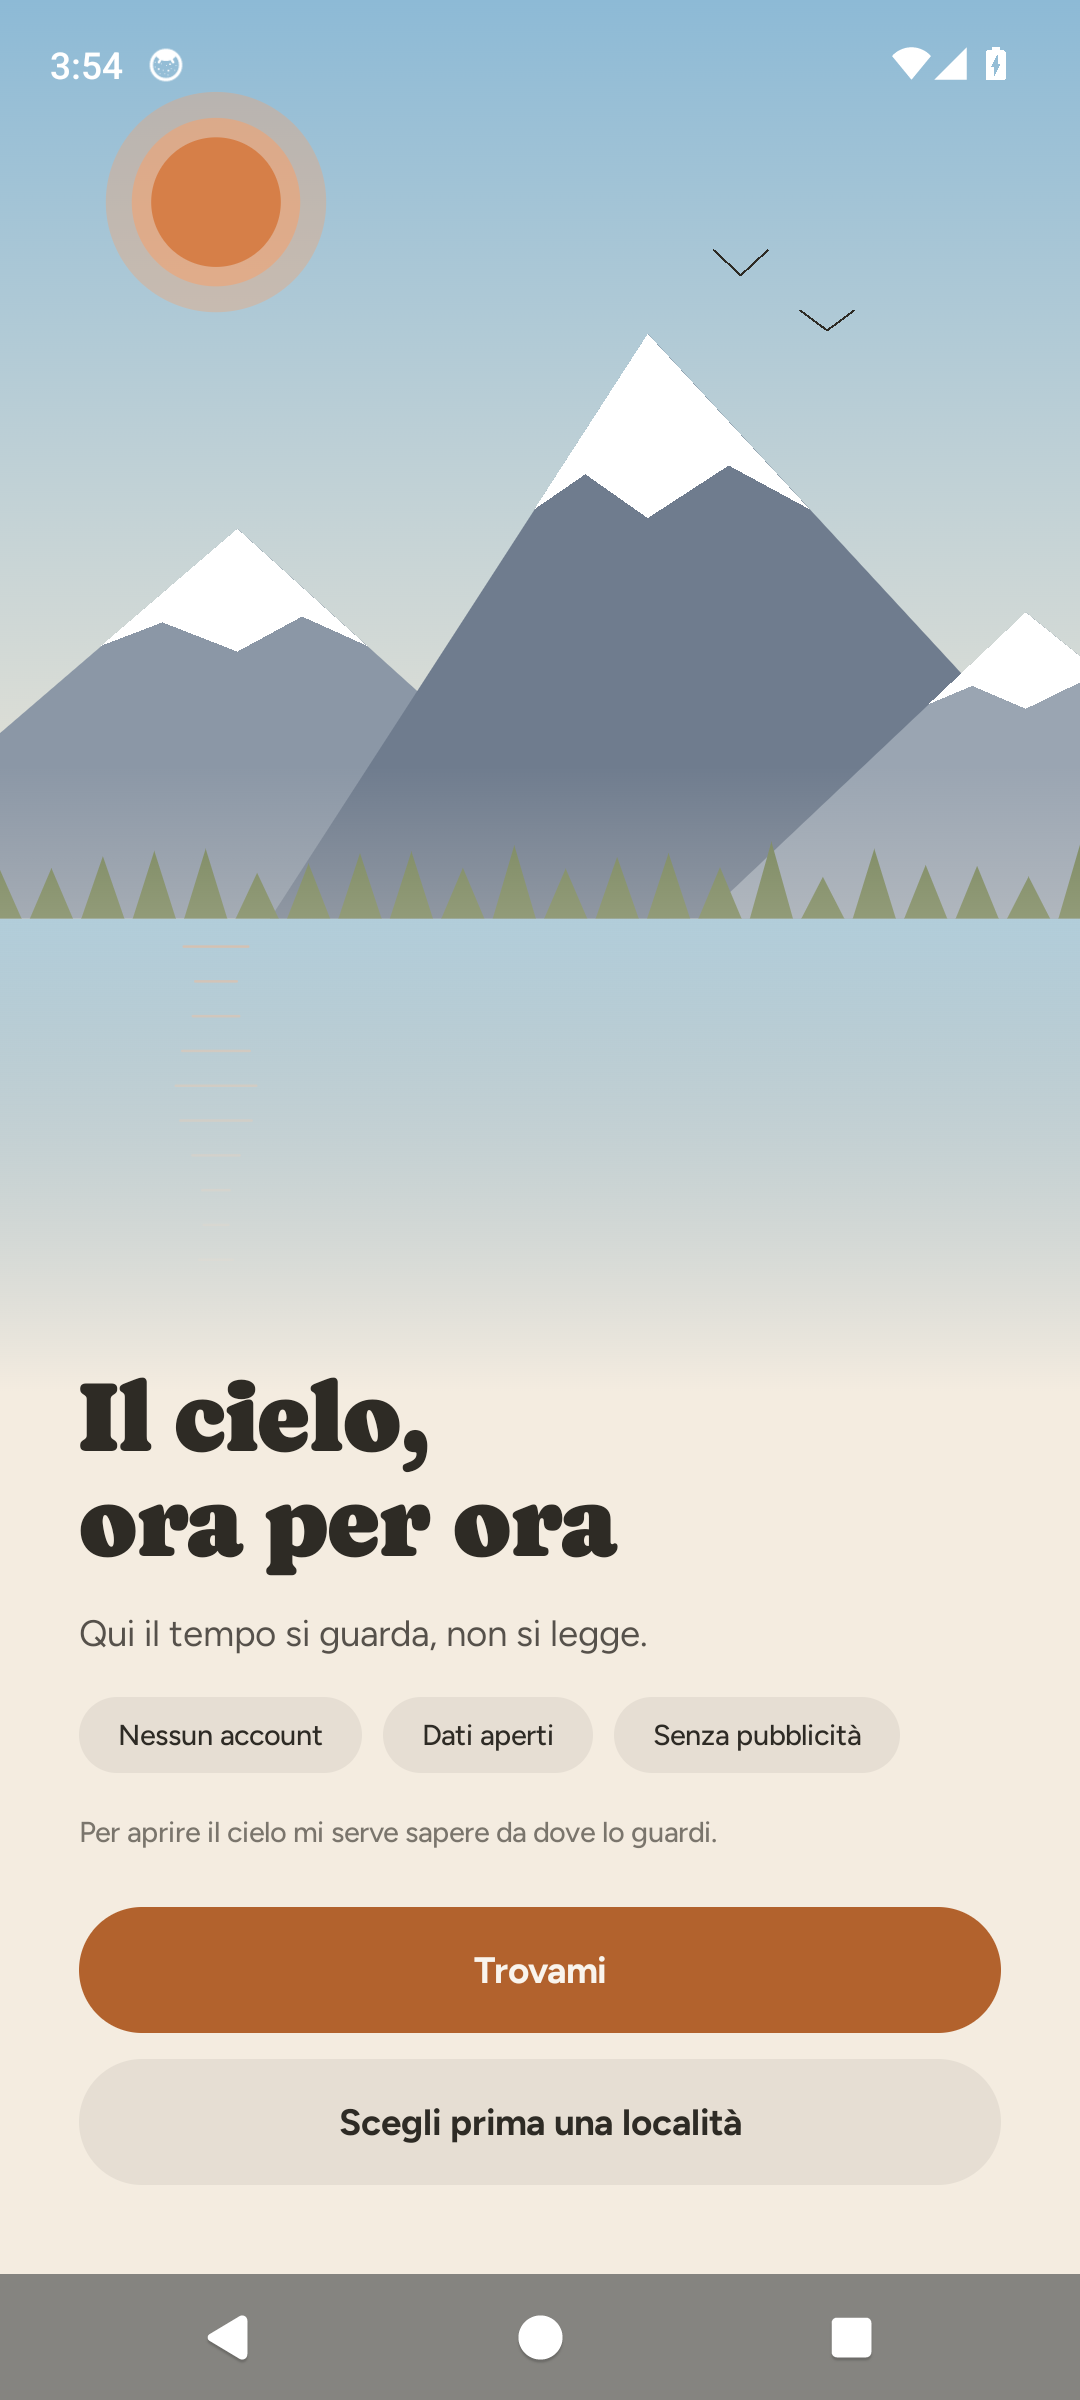 3:54
Il cielo,
ora per ora
Qui il tempo si guarda, non si legge.
Nessun account
Dati aperti
Senza pubblicità
Per aprire il cielo mi serve sapere da dove lo guardi.
Trovami
Scegli prima una località